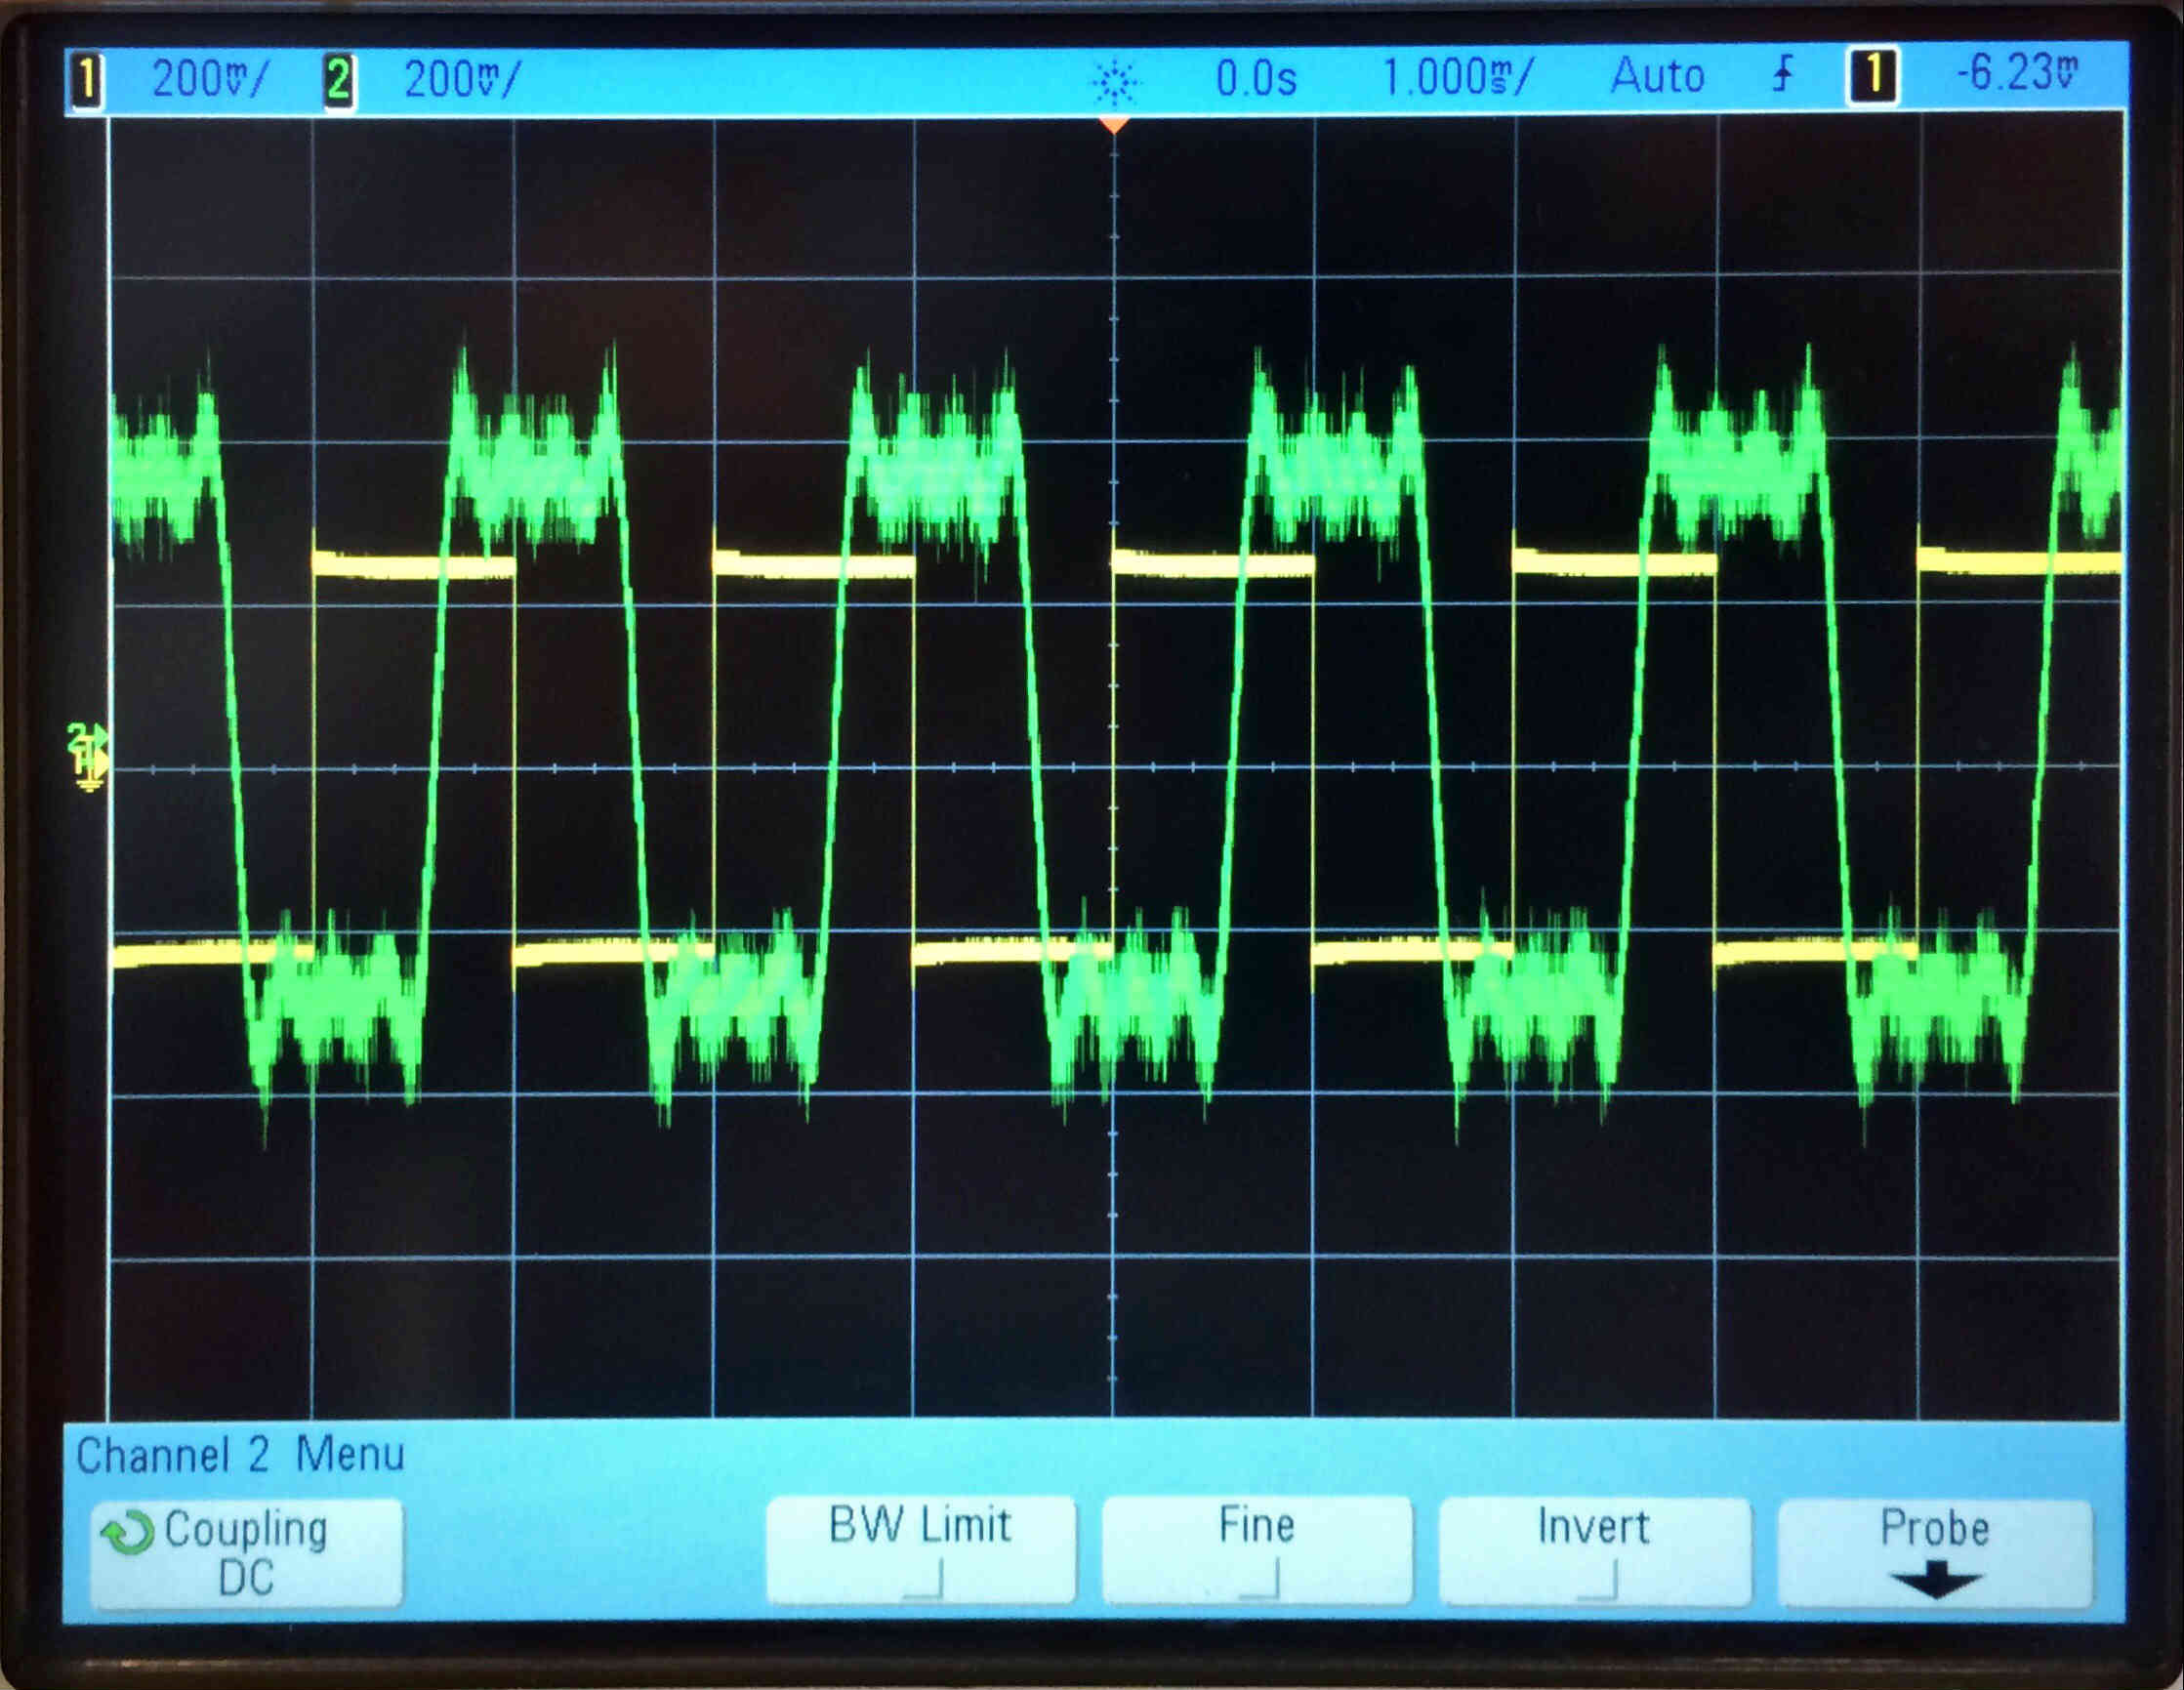 1 200mV/ 2 200mV/ 0.0s 1.000ms/ Auto 1 -6.23mV
2
Channel 2 Menu
Coupling
DC
BW Limit
Fine
Invert
Probe